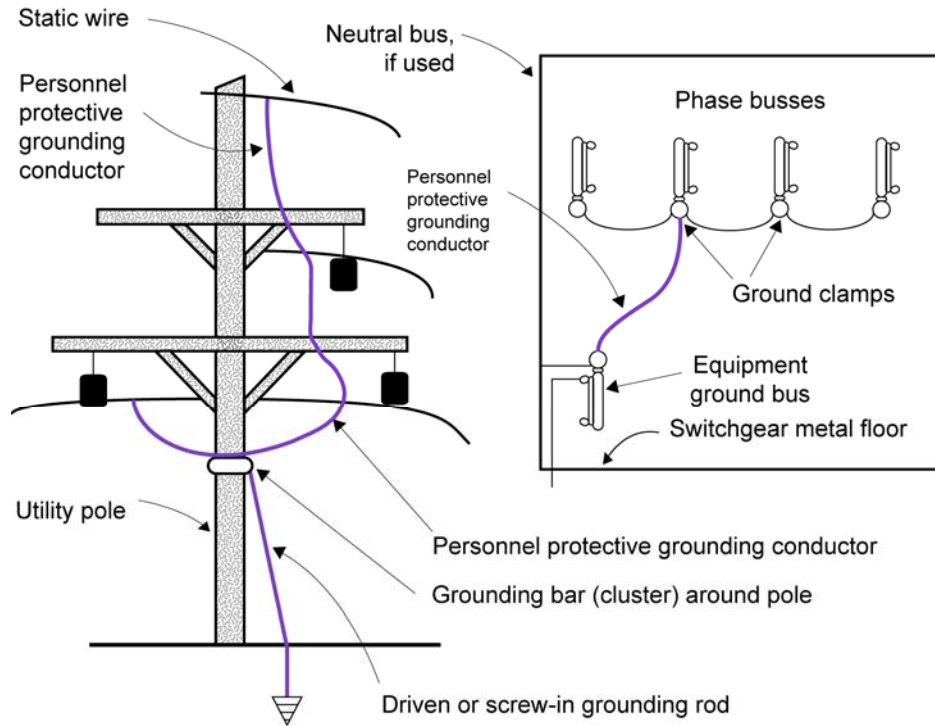 Static wire
Personnel
protective
grounding
conductor
Utility pole
Personnel protective grounding conductor
Grounding bar (cluster) around pole
Driven or screw-in grounding rod
Neutral bus,
if used
Phase busses
Personnel
protective
grounding
conductor
Ground clamps
Equipment
ground bus
Switchgear metal floor